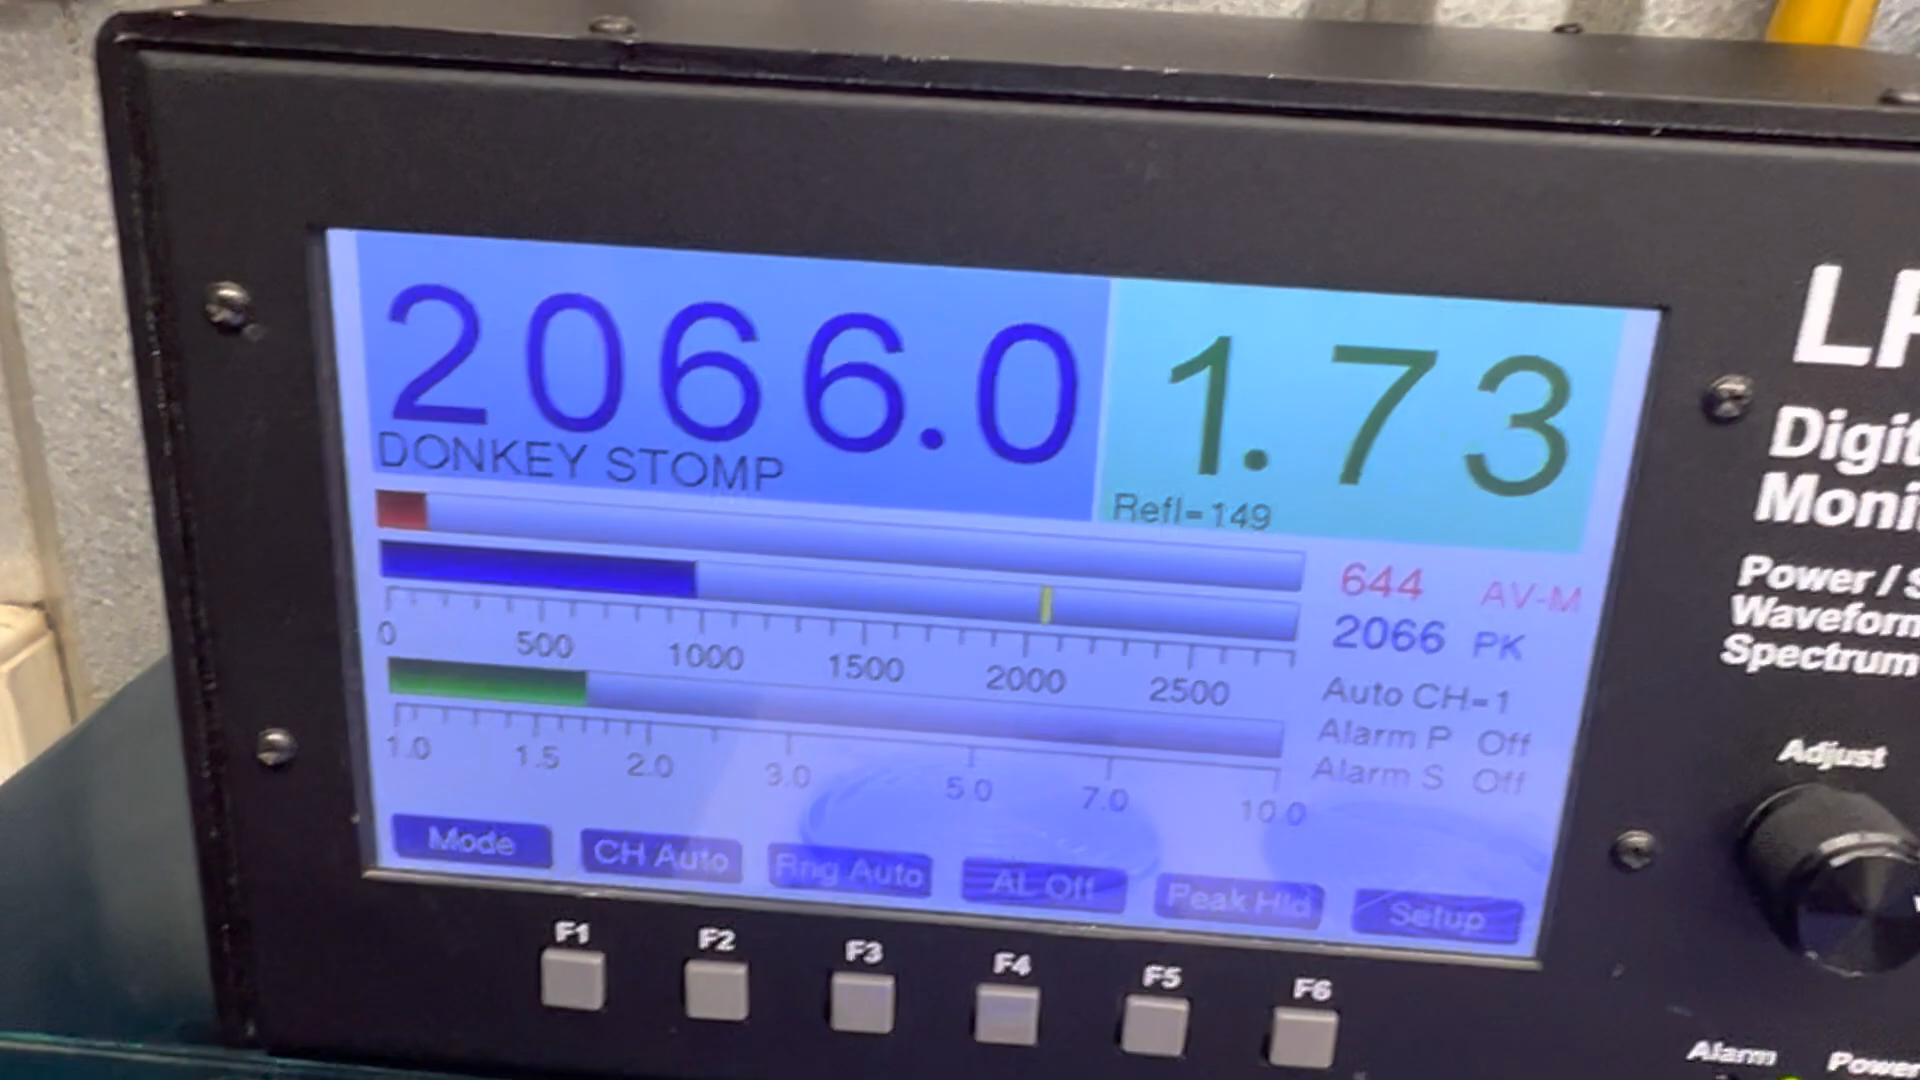 2066.0 1.73
DONKEY STOMP
Refl=149
644 AV-M
2066 PK
0 500 1000 1500 2000 2500
Auto CH=1
Alarm P Off
Alarm S Off
1.0 1.5 2.0 3.0 5.0 7.0 10.0
Mode CH Auto Rng Auto AL Off Peak Hld Setup
F1 F2 F3 F4 F5 F6
Digit
Moni
Power / S
Waveform
Spectrum
Adjust
Alarm Power